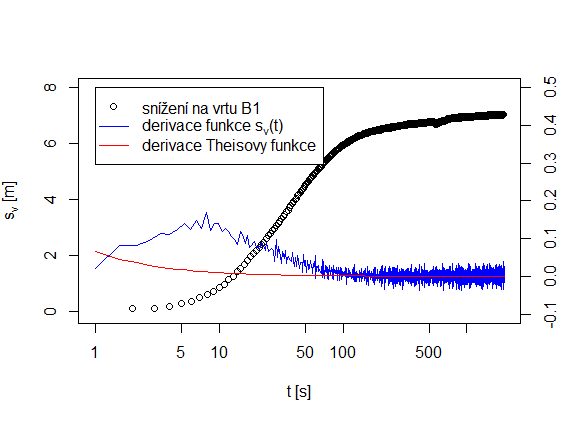 snížení na vrtu B1
derivace funkce sᵥ(t)
derivace Theisovy funkce
sᵥ [m]
0
2
4
6
8
-0.1
0.0
0.1
0.2
0.3
0.4
0.5
1 5 10 50 100 500
t [s]